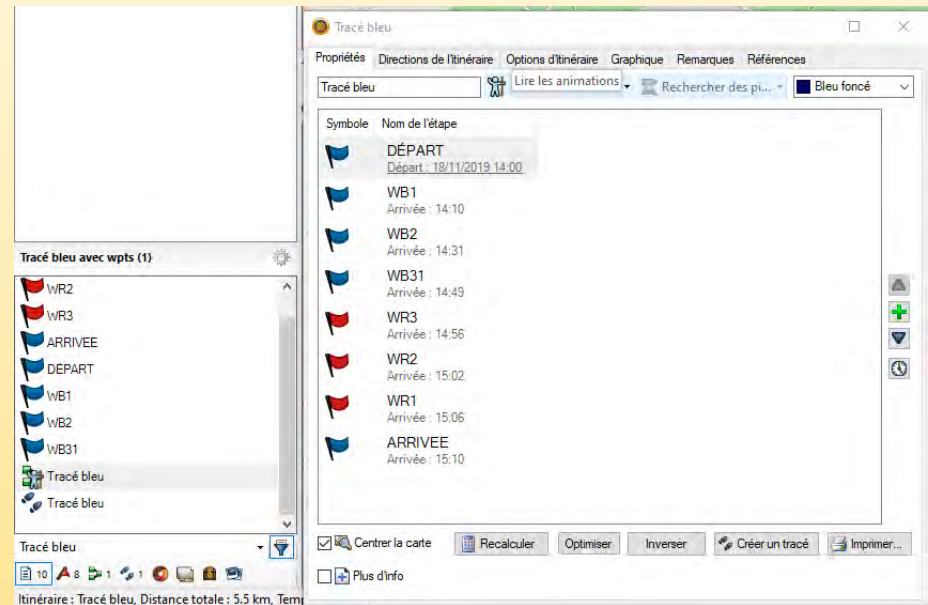 Tracé bleu
Propriétés Directions de l'Itinéraire Options d'itinéraire Graphique Remarques Références
Tracé bleu Lire les animations Rechercher des pi... Bleu foncé
Symbole Nom de l'étape
DÉPART
Départ : 18/11/2019 14:00
WB1
Arrivée : 14:10
WB2
Arrivée : 14:31
WB31
Arrivée : 14:49
WR3
Arrivée : 14:56
WR2
Arrivée : 15:02
WR1
Arrivée : 15:06
ARRIVEE
Arrivée : 15:10
Centrer la carte Recalculer Optimiser Inverser Créer un tracé Imprimer...
Plus d'info
Tracé bleu avec wpts (1)
WR2
WR3
ARRIVEE
DÉPART
WB1
WB2
WB31
Tracé bleu
Tracé bleu
Tracé bleu
10 8 1 1
Itinéraire : Tracé bleu, Distance totale : 5.5 km, Tem